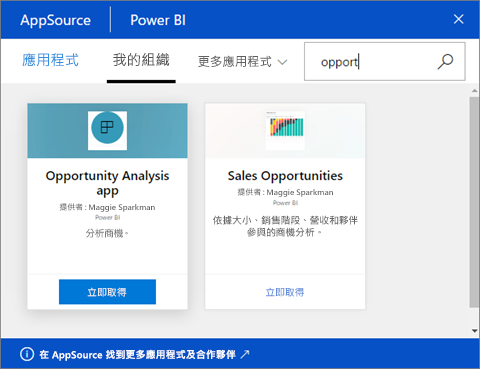 AppSource Power BI
應用程式 我的組織 更多應用程式 opport
Opportunity Analysis
app
提供者 : Maggie Sparkman
Power BI
分析商機。
立即取得
Sales Opportunities
提供者 : Maggie Sparkman
Power BI
依據大小、銷售階段、營收和夥伴
參與的商機分析。
立即取得
在 AppSource 找到更多應用程式及合作夥伴